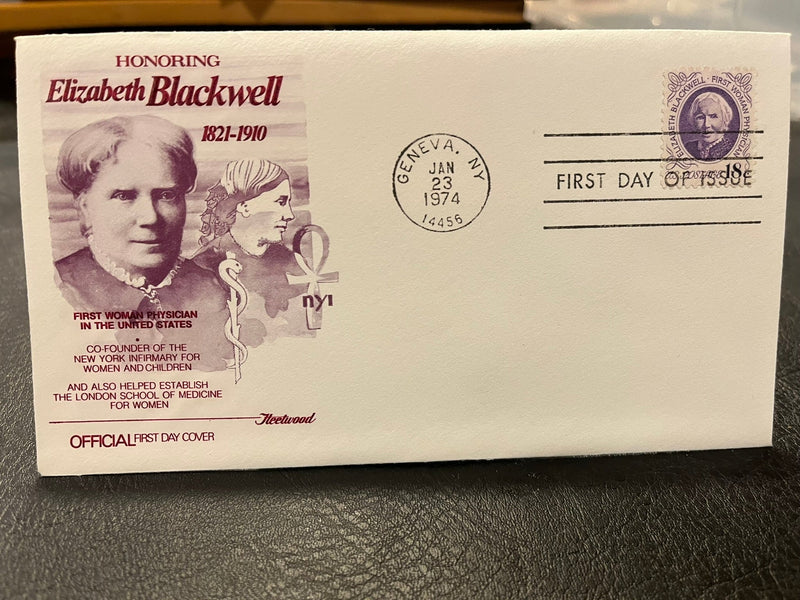 HONORING
Elizabeth Blackwell
1821-1910
nyi
FIRST WOMAN PHYSICIAN
IN THE UNITED STATES
•
CO-FOUNDER OF THE
NEW YORK INFIRMARY FOR
WOMEN AND CHILDREN
AND ALSO HELPED ESTABLISH
THE LONDON SCHOOL OF MEDICINE
FOR WOMEN
Fleetwood
OFFICIAL FIRST DAY COVER
GENEVA, NY
JAN
23
1974
14456
FIRST DAY OF ISSUE
ELIZABETH BLACKWELL · FIRST WOMAN PHYSICIAN
U.S. POSTAGE 18c